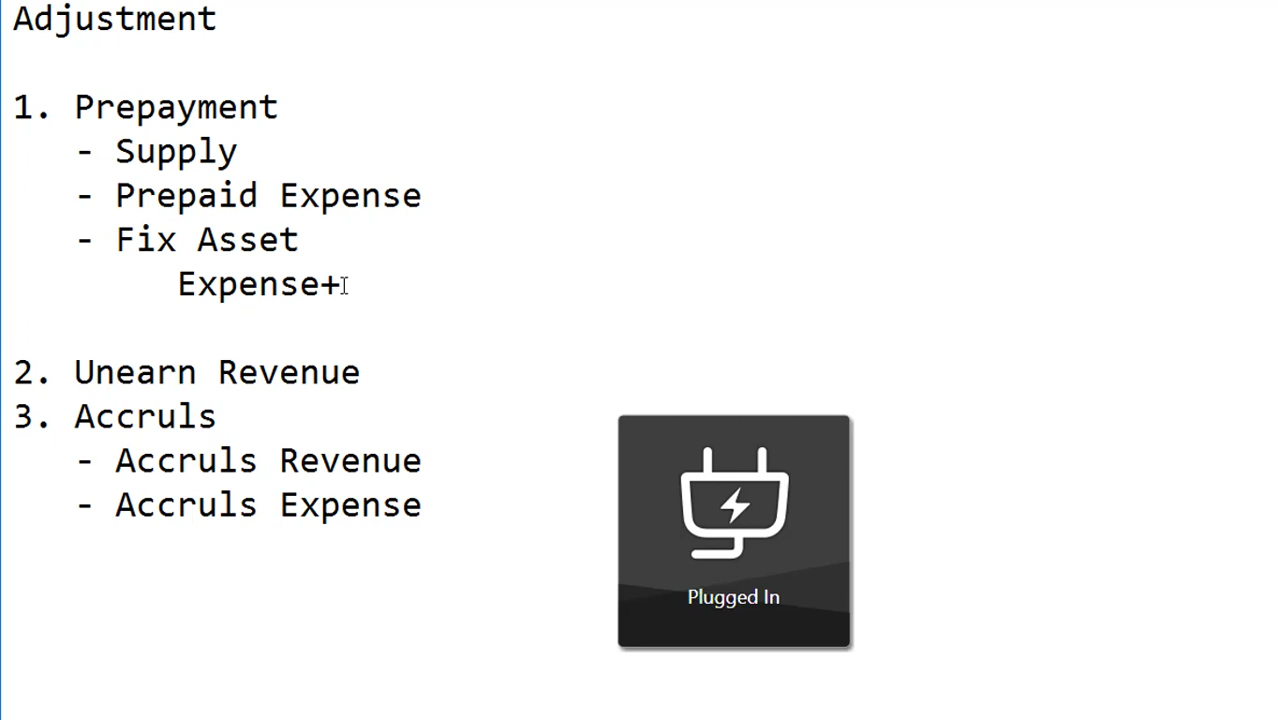 Adjustment
1. Prepayment
- Supply
- Prepaid Expense
- Fix Asset
Expense+
2. Unearn Revenue
3. Accruls
- Accruls Revenue
- Accruls Expense
Plugged In